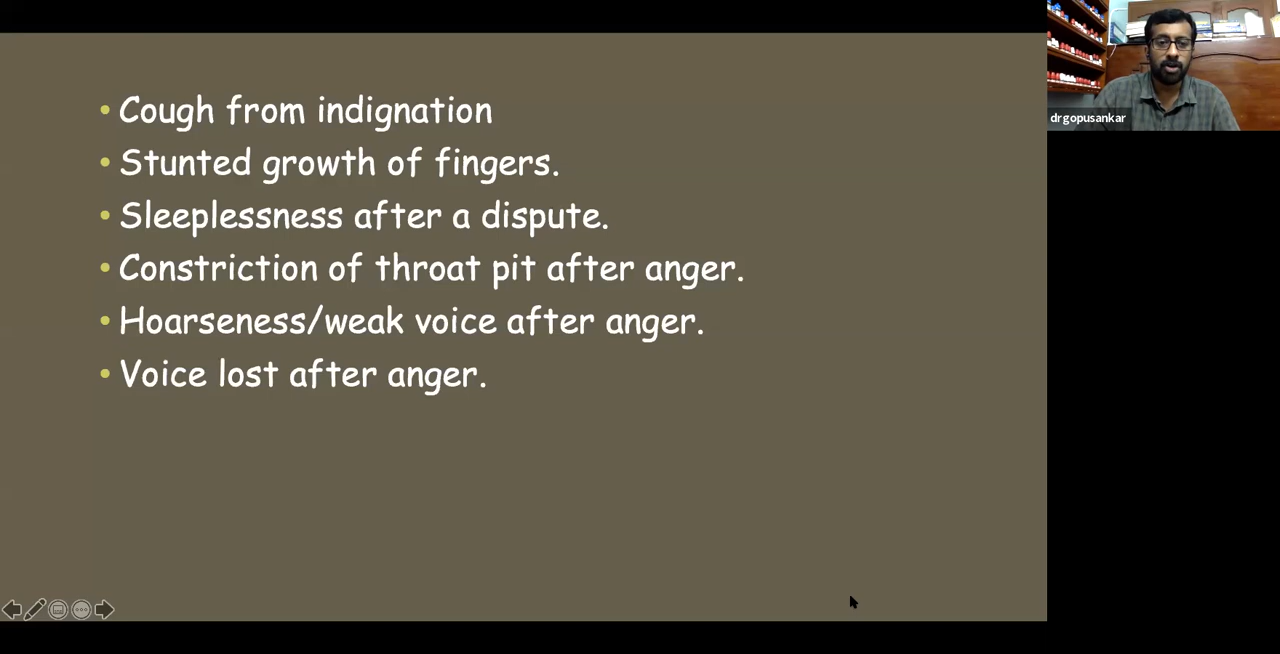 • Cough from indignation
• Stunted growth of fingers.
• Sleeplessness after a dispute.
• Constriction of throat pit after anger.
• Hoarseness/weak voice after anger.
• Voice lost after anger.
drgopusankar